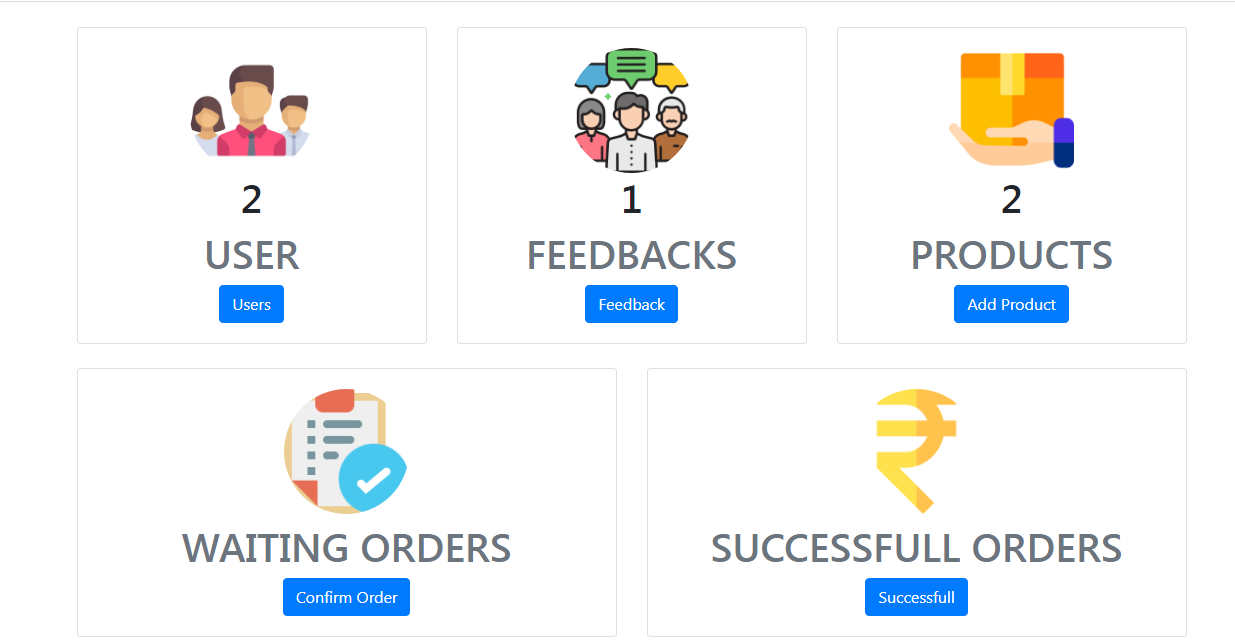 2
USER
Users
1
FEEDBACKS
Feedback
2
PRODUCTS
Add Product
WAITING ORDERS
Confirm Order
SUCCESSFULL ORDERS
Successfull